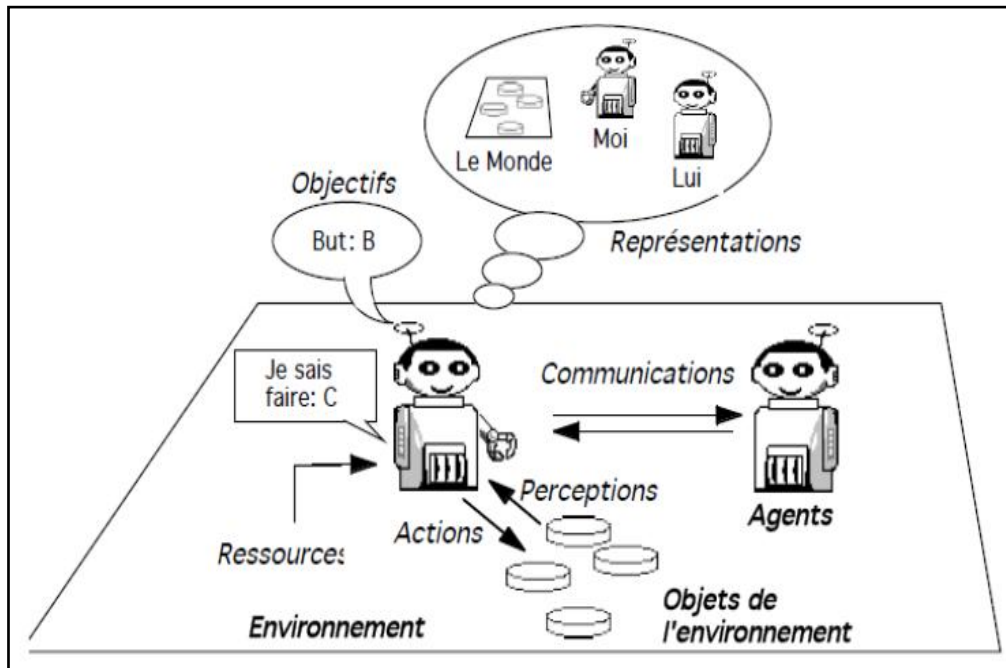 Le Monde
Moi
Lui
Objectifs
But: B
Représentations
Je sais
faire: C
Communications
Perceptions
Actions
Agents
Ressources
Environnement
Objets de
l'environnement